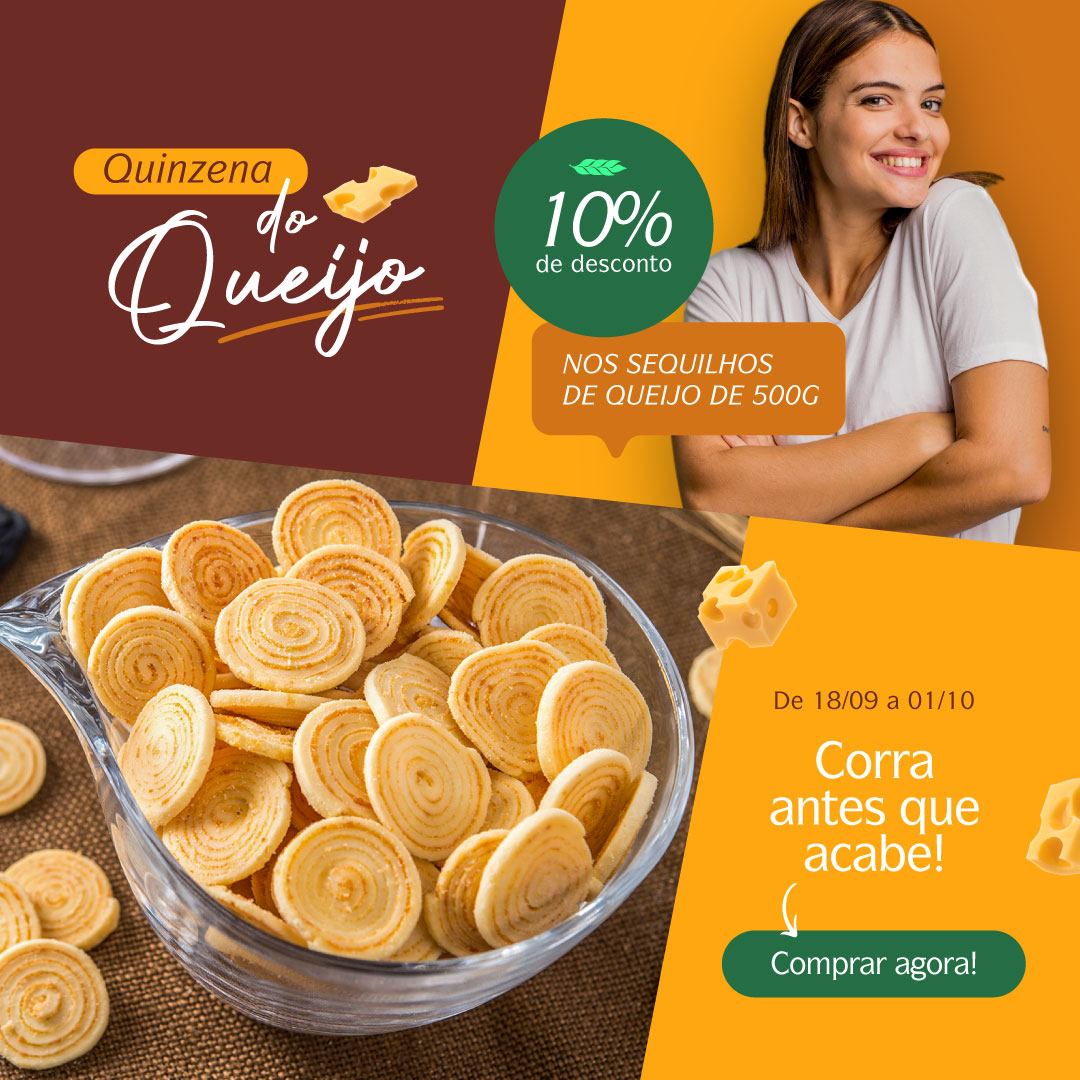 Quinzena
do
Queijo
10%
de desconto
NOS SEQUILHOS
DE QUEIJO DE 500G
De 18/09 a 01/10
Corra
antes que
acabe!
Comprar agora!